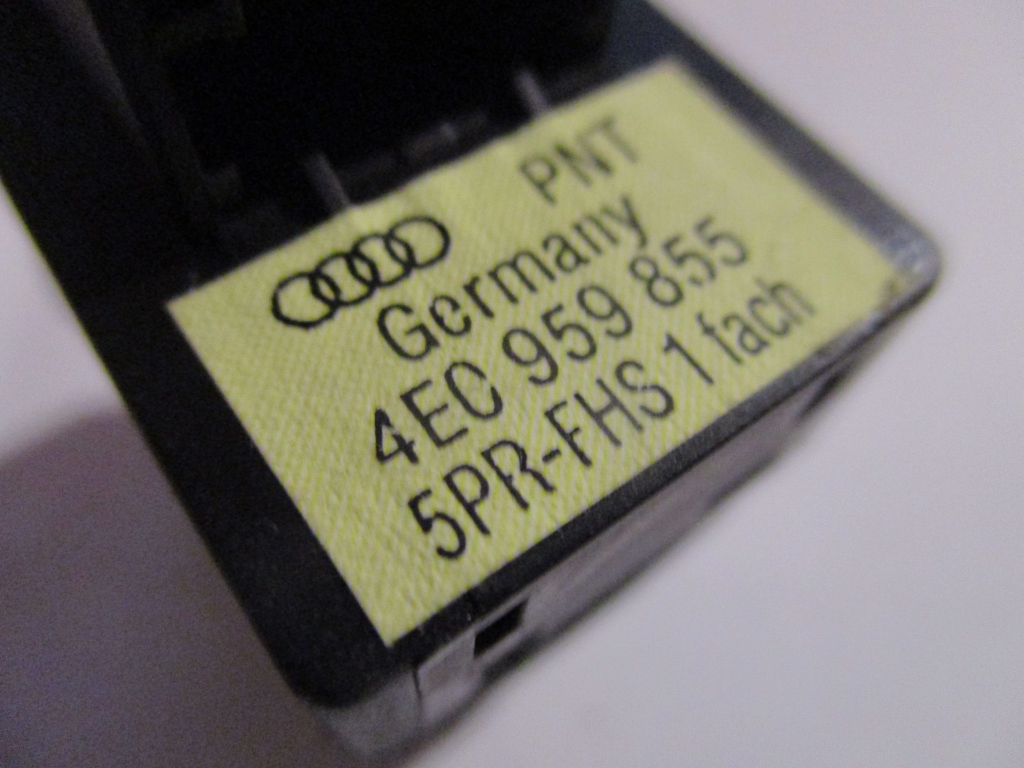 PNT
Germany
4E0 959 855
5PR-FHS 1 fach